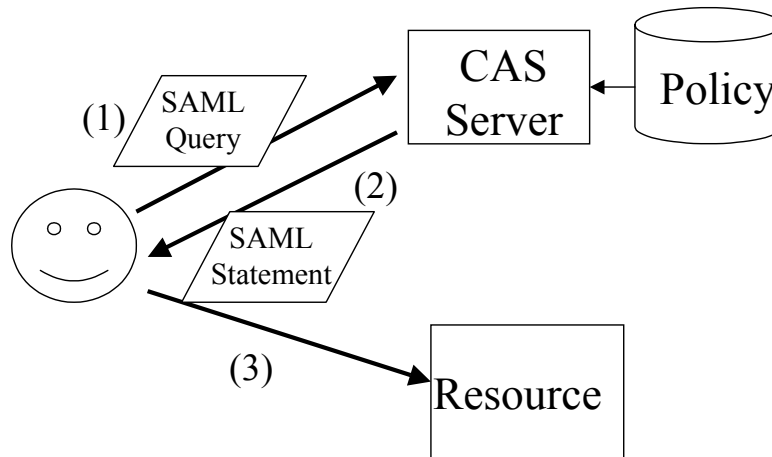 CAS
Server
Policy
(1)
SAML
Query
(2)
SAML
Statement
(3)
Resource